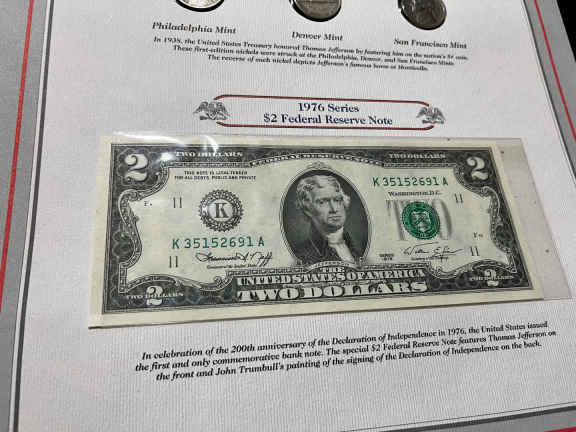 Philadelphia Mint
Denver Mint
San Francisco Mint
In 1938, the United States Treasury honored Thomas Jefferson by featuring him on the nation's 5¢ coin.
These first-edition nickels were struck at the Philadelphia, Denver, and San Francisco Mints
The reverse of each nickel depicts Jefferson's famous home at Monticello.
1976 Series
$2 Federal Reserve Note
2 TWO DOLLARS FEDERAL RESERVE NOTE TWO DOLLARS 2
THIS NOTE IS LEGAL TENDER
FOR ALL DEBTS, PUBLIC AND PRIVATE
K 35152691 A
WASHINGTON, D.C.
11 K 11
K 35152691 A
11 SERIES 1976 11
THE
UNITED STATES OF AMERICA
TWO DOLLARS TWO DOLLARS 2
In celebration of the 200th anniversary of the Declaration of Independence in 1976, the United States issued
the first and only commemorative bank note. The special $2 Federal Reserve Note features Thomas Jefferson on
the front and John Trumbull's painting of the signing of the Declaration of Independence on the back.